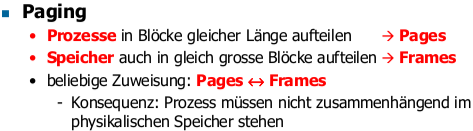 ▪ Paging
• Prozesse in Blöcke gleicher Länge aufteilen → Pages
• Speicher auch in gleich grosse Blöcke aufteilen → Frames
• beliebige Zuweisung: Pages ↔ Frames
- Konsequenz: Prozess müssen nicht zusammenhängend im
physikalischen Speicher stehen